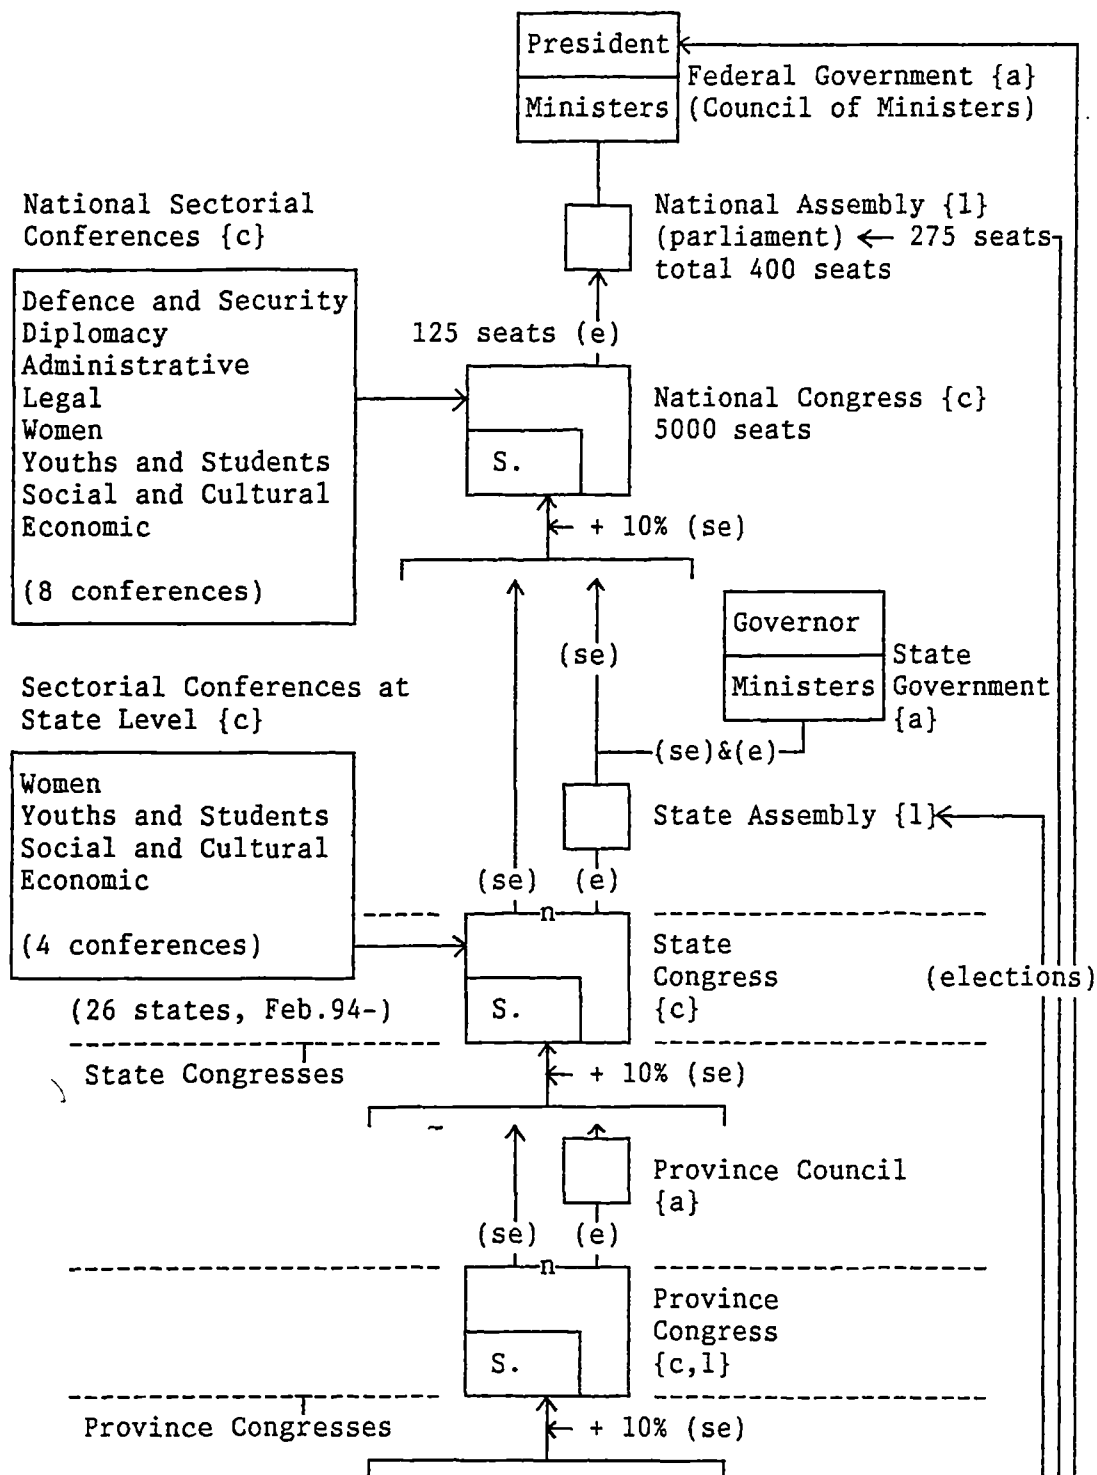 President
Federal Government {a}
Ministers (Council of Ministers)
National Sectorial
Conferences {c}
National Assembly {l}
(parliament) ← 275 seats
total 400 seats
Defence and Security
Diplomacy
Administrative
Legal
Women
Youths and Students
Social and Cultural
Economic
(8 conferences)
125 seats (e)
National Congress {c}
5000 seats
S.
+ 10% (se)
(se)
Governor
Ministers
State
Government
{a}
(se)&(e)
Sectorial Conferences at
State Level {c}
Women
Youths and Students
Social and Cultural
Economic
(4 conferences)
(26 states, Feb.94-)
State Assembly {l}
(se) (e)
n
State
Congress
{c}
S.
(elections)
State Congresses
+ 10% (se)
~
Province Council
{a}
(se) (e)
n
Province
Congress
{c,l}
S.
Province Congresses
+ 10% (se)